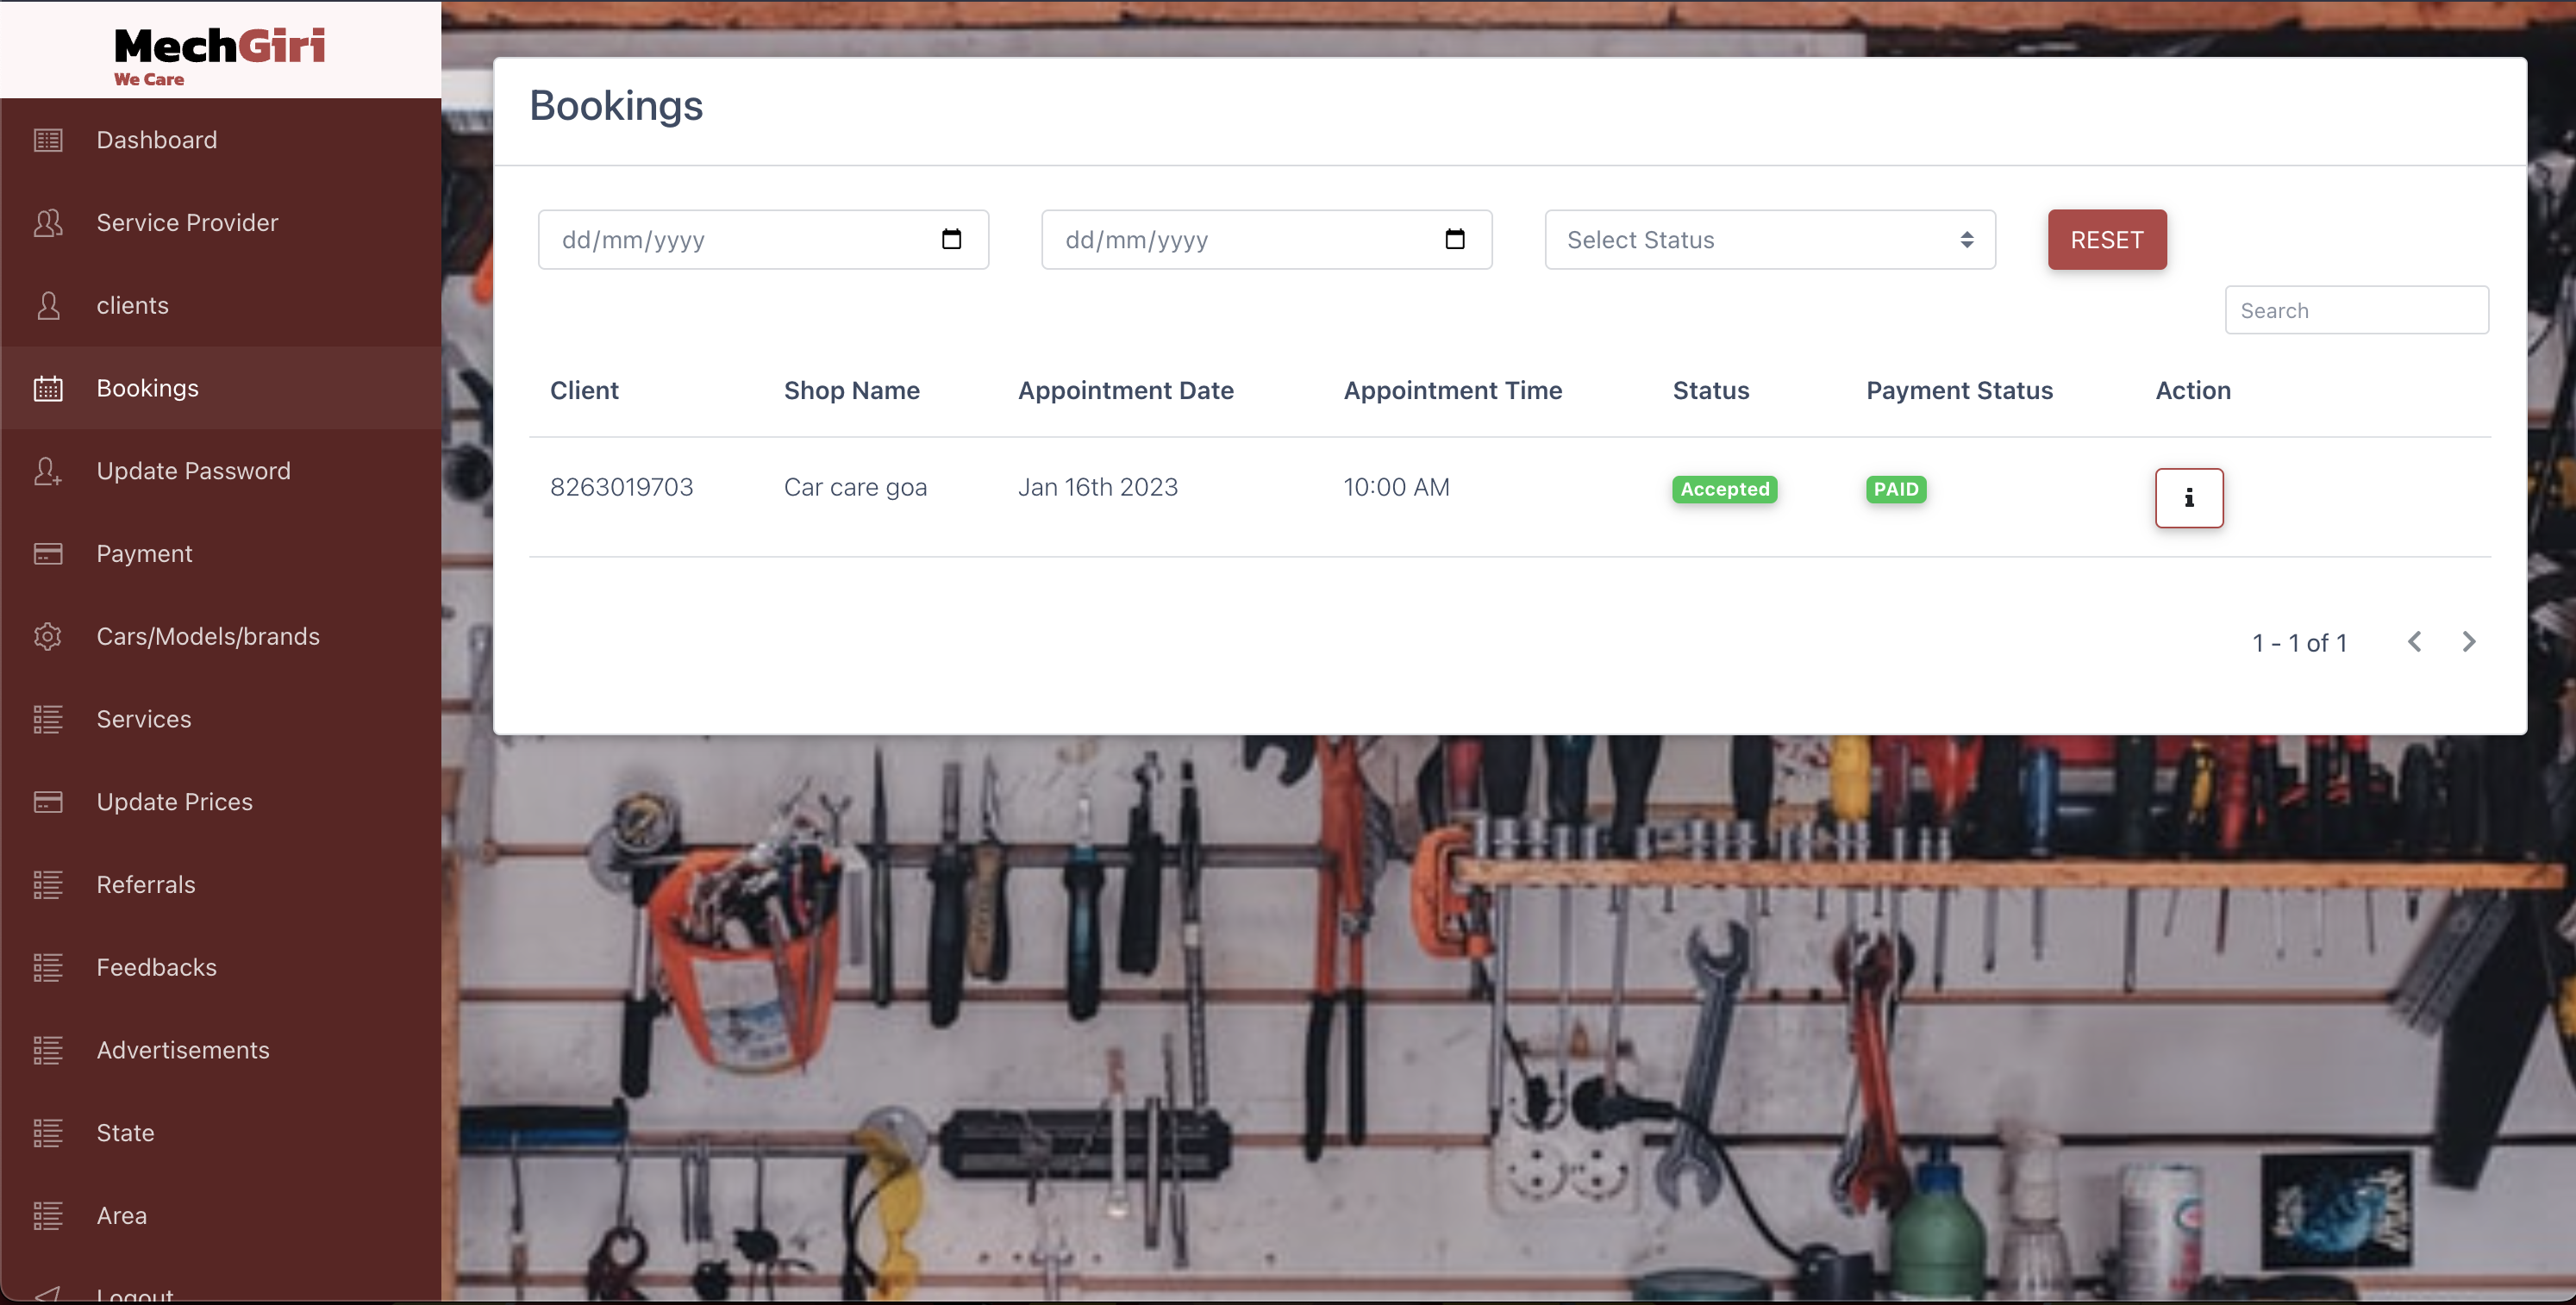 MechGiri
We Care
Dashboard
Service Provider
clients
Bookings
Update Password
Payment
Cars/Models/brands
Services
Update Prices
Referrals
Feedbacks
Advertisements
State
Area
Logout
Bookings
dd/mm/yyyy dd/mm/yyyy Select Status RESET
Search
Client Shop Name Appointment Date Appointment Time Status Payment Status Action
8263019703 Car care goa Jan 16th 2023 10:00 AM Accepted PAID i
1 - 1 of 1